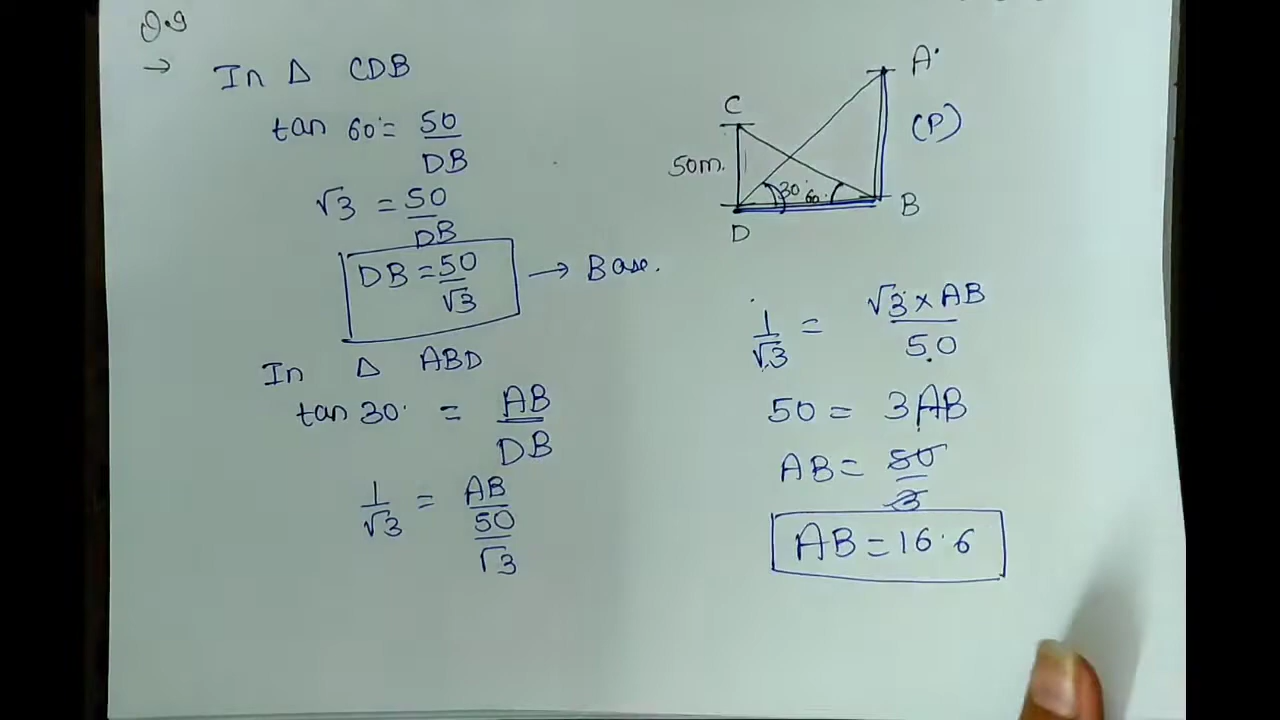 Q.9
→ In Δ CDB
tan 60° = 50/DB
√3 = 50/DB
DB = 50/√3 → Base.
In Δ ABD
tan 30° = AB/DB
1/√3 = AB/50/√3
A
C
(P)
50m.
30° 60°
B
D
1/√3 = √3 × AB/50
50 = 3AB
AB = 50/3
AB = 16.6